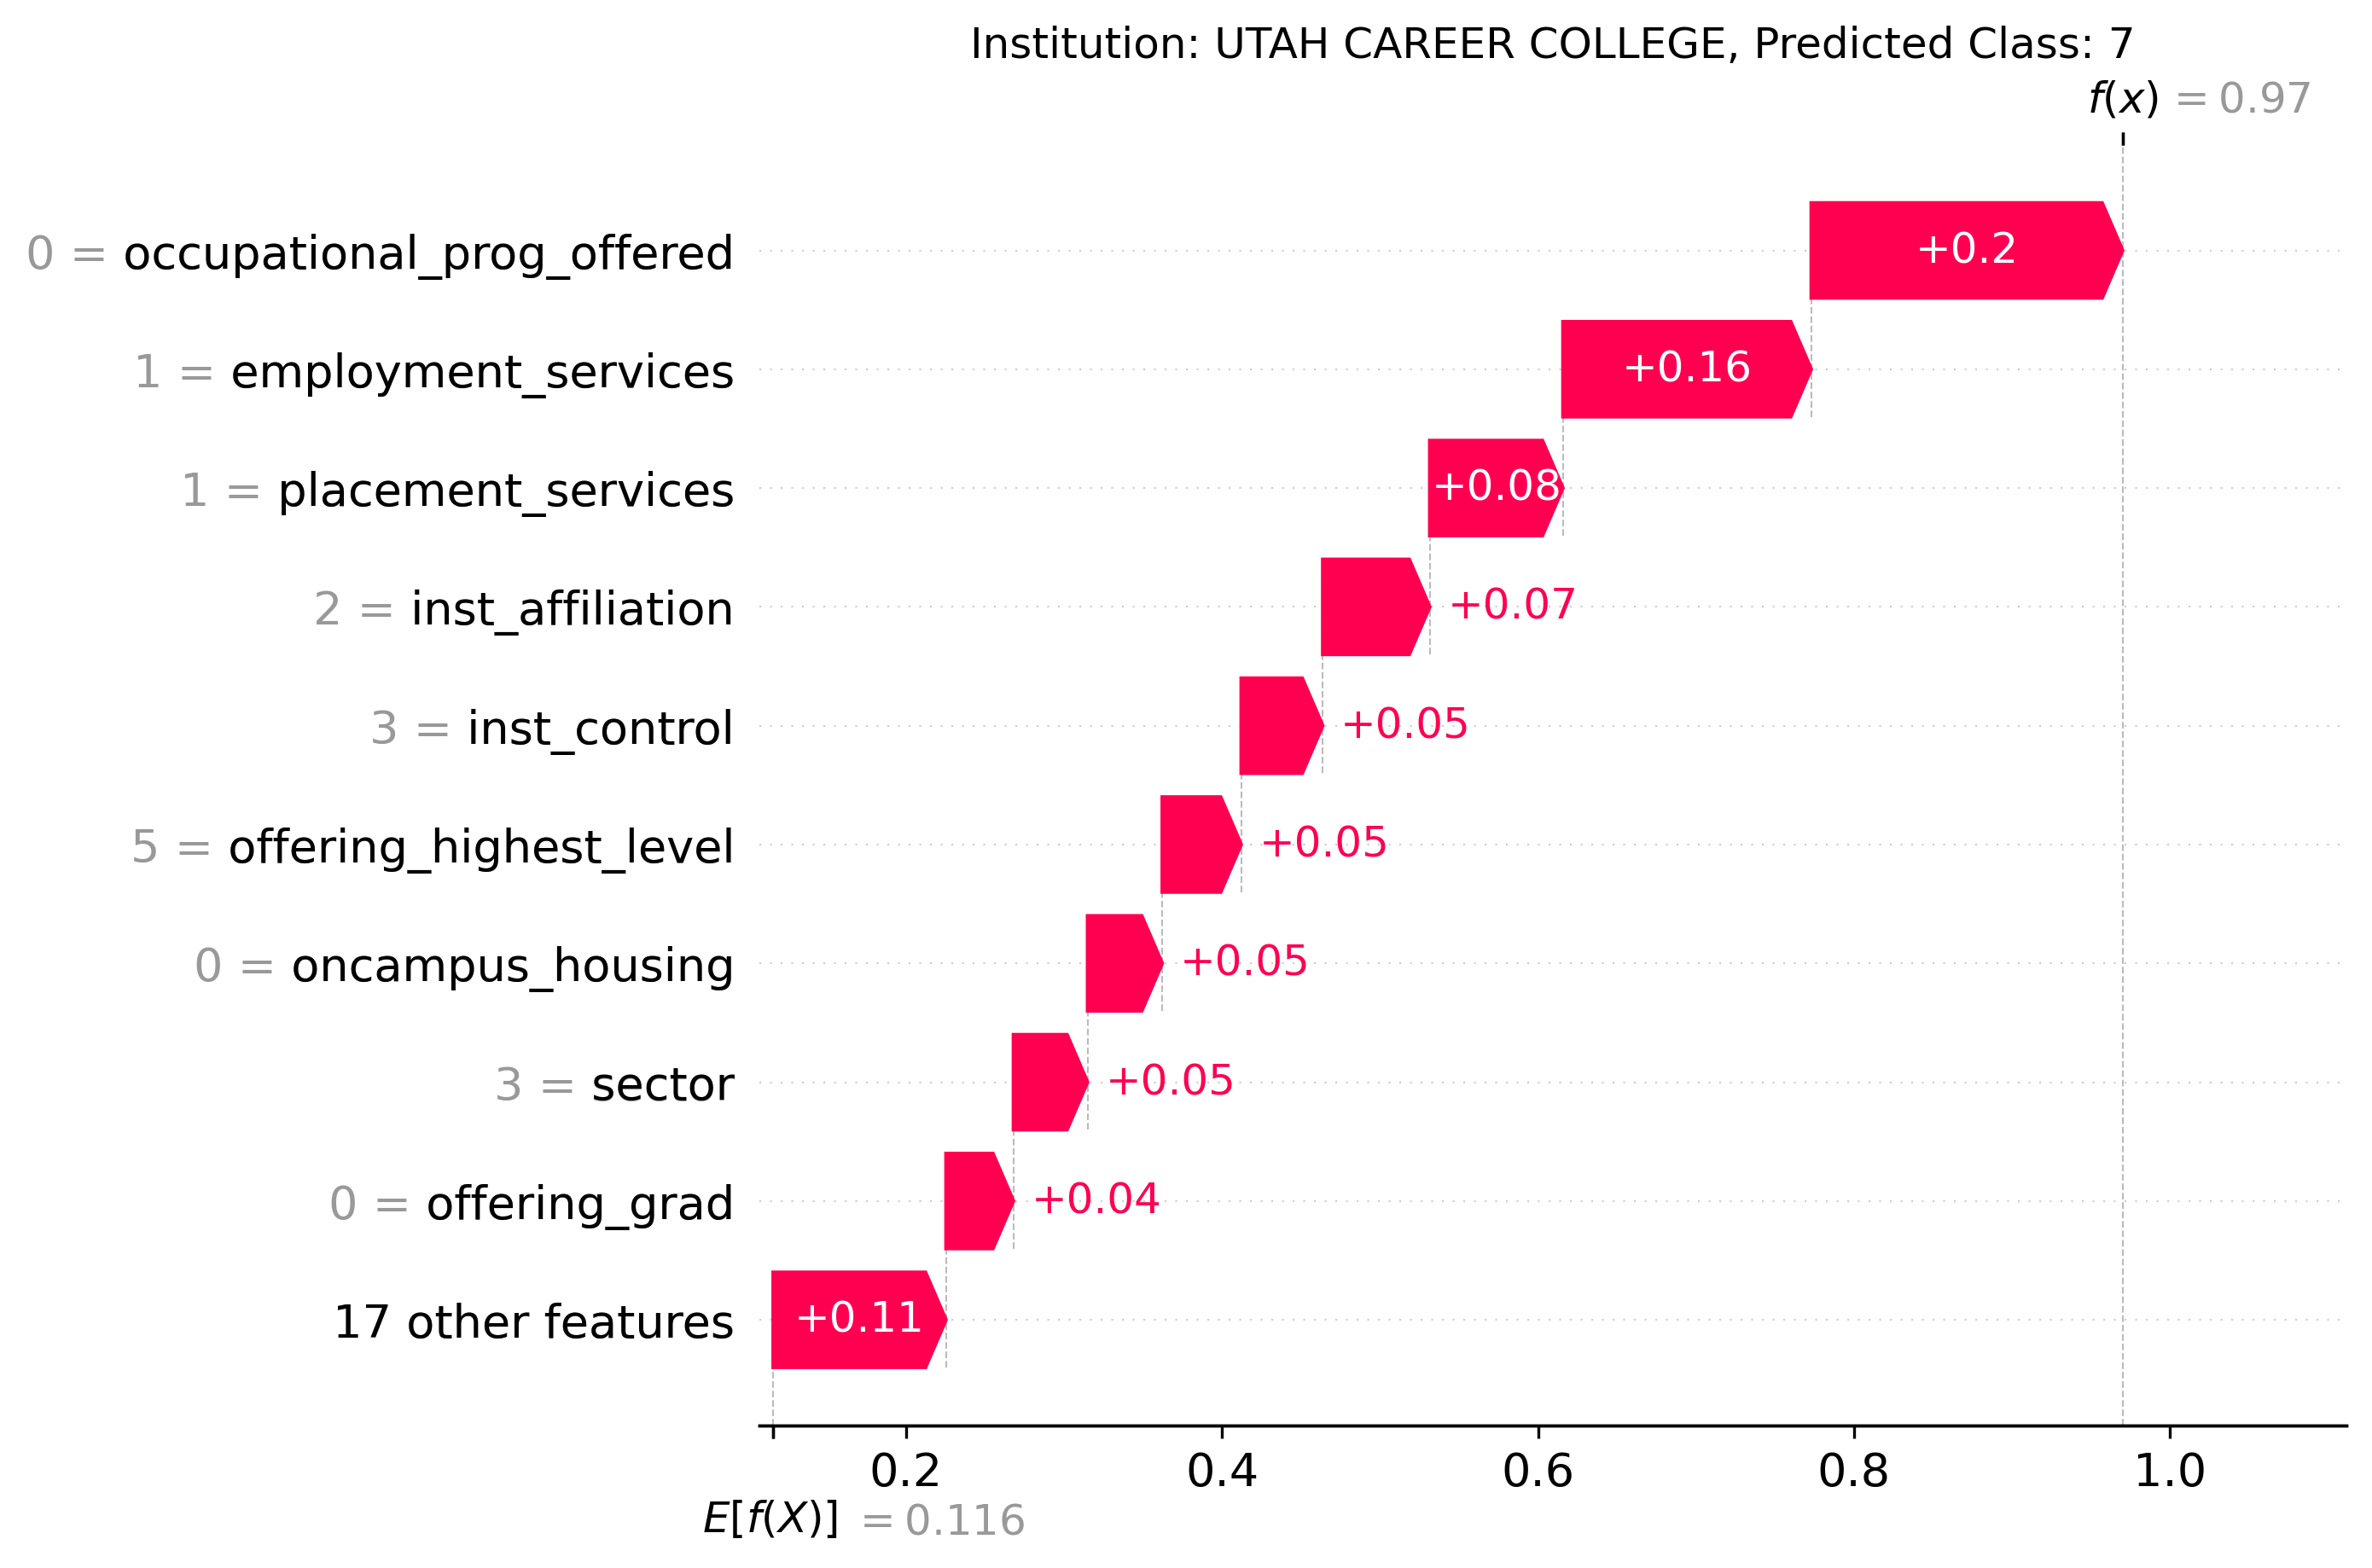 Institution: UTAH CAREER COLLEGE, Predicted Class: 7
f(x) = 0.97
0 = occupational_prog_offered +0.2
1 = employment_services +0.16
1 = placement_services +0.08
2 = inst_affiliation +0.07
3 = inst_control +0.05
5 = offering_highest_level +0.05
0 = oncampus_housing +0.05
3 = sector +0.05
0 = offering_grad +0.04
17 other features +0.11
0.2 0.4 0.6 0.8 1.0
E[f(X)] = 0.116